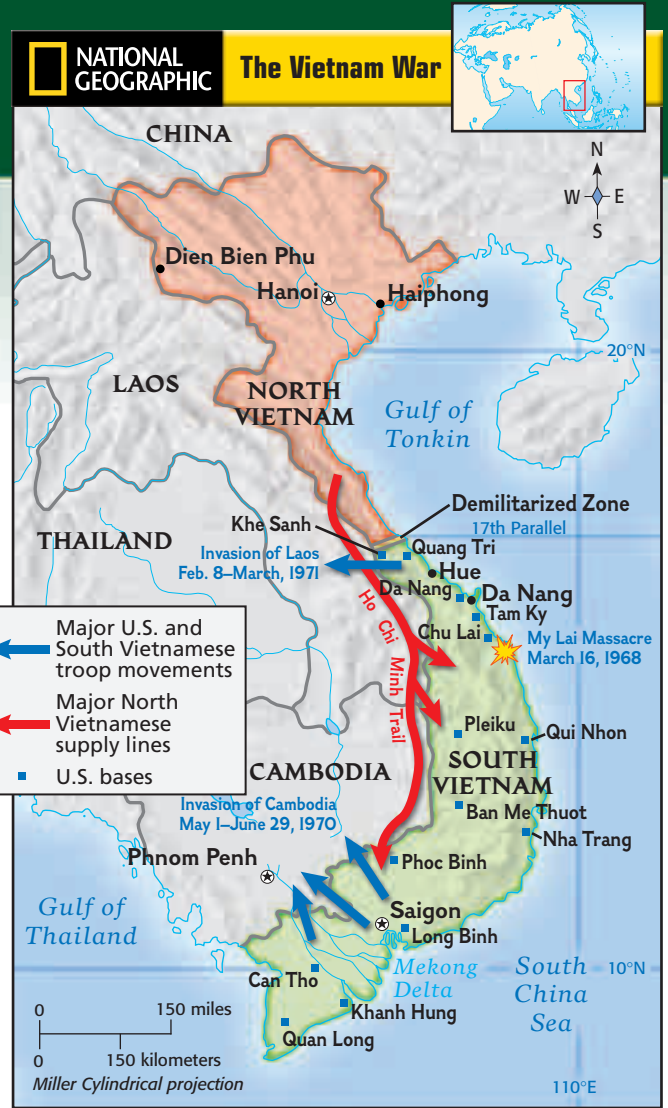 NATIONAL
GEOGRAPHIC
The Vietnam War
CHINA
N
W
E
S
Dien Bien Phu
Hanoi
Haiphong
20°N
LAOS
NORTH
VIETNAM
Gulf of
Tonkin
Demilitarized Zone
17th Parallel
Khe Sanh
THAILAND
Quang Tri
Invasion of Laos
Feb. 8–March, 1971
Hue
Da Nang
Da Nang
Tam Ky
Ho Chi Minh Trail
Chu Lai
My Lai Massacre
March 16, 1968
Major U.S. and
South Vietnamese
troop movements
Major North
Vietnamese
supply lines
U.S. bases
Pleiku
Qui Nhon
SOUTH
VIETNAM
CAMBODIA
Invasion of Cambodia
May 1–June 29, 1970
Ban Me Thuot
Nha Trang
Phnom Penh
Phoc Binh
Gulf of
Thailand
Saigon
Long Binh
Mekong
Delta
South
China
Sea
10°N
Can Tho
Khanh Hung
Quan Long
0
150 miles
0
150 kilometers
Miller Cylindrical projection
110°E